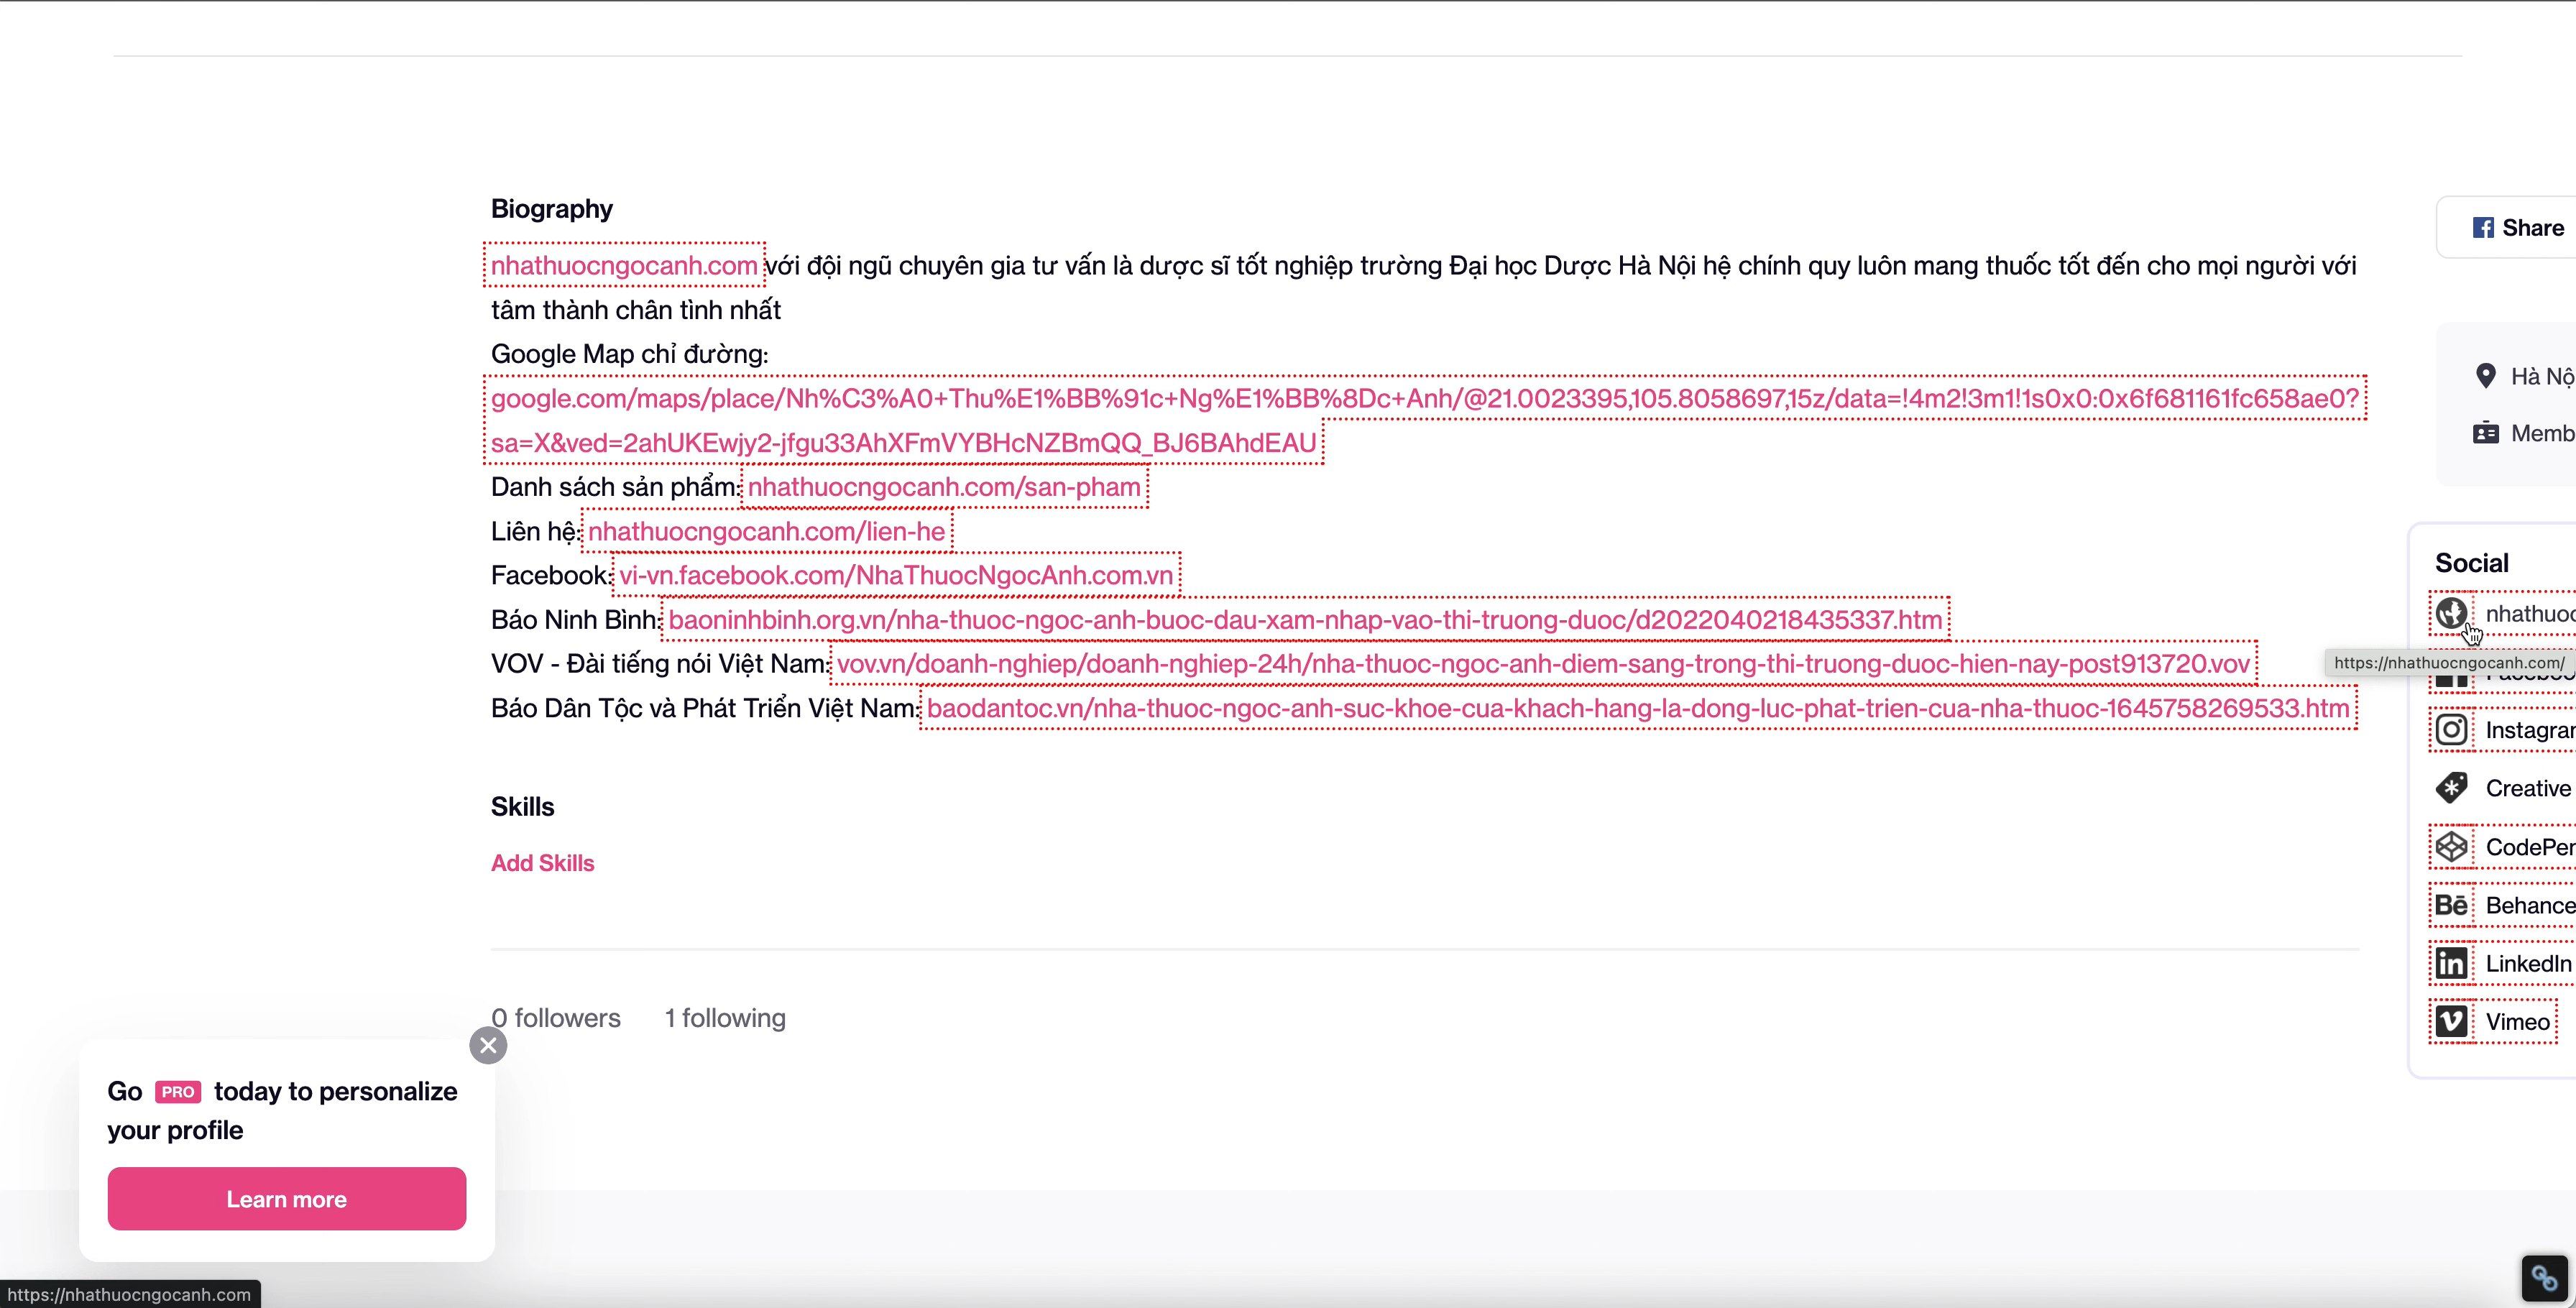 Biography
nhathuocngocanh.com với đội ngũ chuyên gia tư vấn là dược sĩ tốt nghiệp trường Đại học Dược Hà Nội hệ chính quy luôn mang thuốc tốt đến cho mọi người với
tâm thành chân tình nhất
Google Map chỉ đường:
google.com/maps/place/Nh%C3%A0+Thu%E1%BB%91c+Ng%E1%BB%8Dc+Anh/@21.0023395,105.8058697,15z/data=!4m2!3m1!1s0x0:0x6f681161fc658ae0?
sa=X&ved=2ahUKEwjy2-jfgu33AhXFmVYBHcNZBmQQ_BJ6BAhdEAU
Danh sách sản phẩm: nhathuocngocanh.com/san-pham
Liên hệ: nhathuocngocanh.com/lien-he
Facebook: vi-vn.facebook.com/NhaThuocNgocAnh.com.vn
Báo Ninh Bình: baoninhbinh.org.vn/nha-thuoc-ngoc-anh-buoc-dau-xam-nhap-vao-thi-truong-duoc/d2022040218435337.htm
VOV - Đài tiếng nói Việt Nam: vov.vn/doanh-nghiep/doanh-nghiep-24h/nha-thuoc-ngoc-anh-diem-sang-trong-thi-truong-duoc-hien-nay-post913720.vov
Báo Dân Tộc và Phát Triển Việt Nam: baodantoc.vn/nha-thuoc-ngoc-anh-suc-khoe-cua-khach-hang-la-dong-luc-phat-trien-cua-nha-thuoc-1645758269533.htm
Skills
Add Skills
0 followers 1 following
Go PRO today to personalize
your profile
Learn more
https://nhathuocngocanh.com
Share
Hà Nộ
Memb
Social
nhathuoc
https://nhathuocngocanh.com/
Instagra
Creative
CodePe
Bē Behance
in LinkedIn
Vimeo